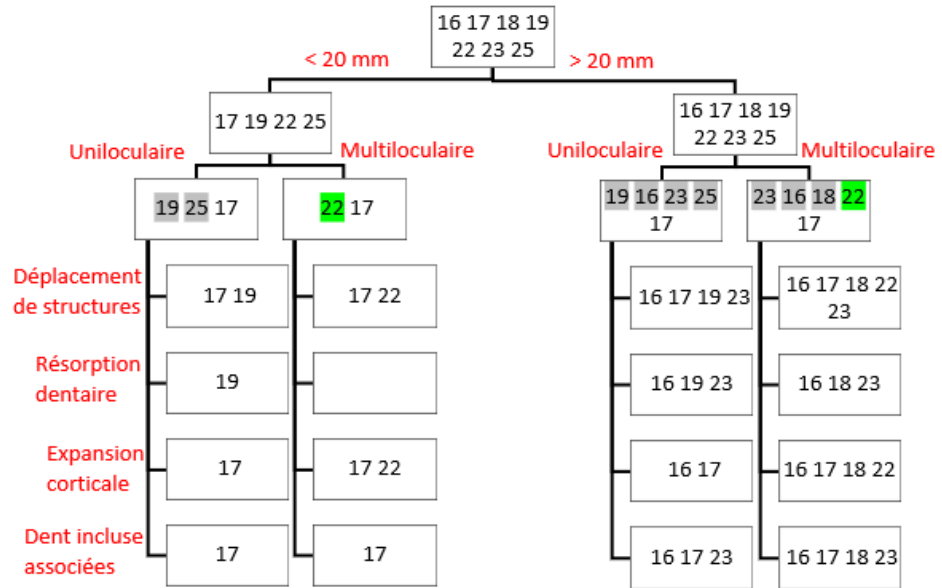 16 17 18 19
22 23 25
< 20 mm
> 20 mm
17 19 22 25
16 17 18 19
22 23 25
Uniloculaire
Multiloculaire
Uniloculaire
Multiloculaire
19 25 17
22 17
19 16 23 25
17
23 16 18 22
17
Déplacement
de structures
17 19
17 22
16 17 19 23
16 17 18 22
23
Résorption
dentaire
19
16 19 23
16 18 23
Expansion
corticale
17
17 22
16 17
16 17 18 22
Dent incluse
associées
17
17
16 17 23
16 17 18 23